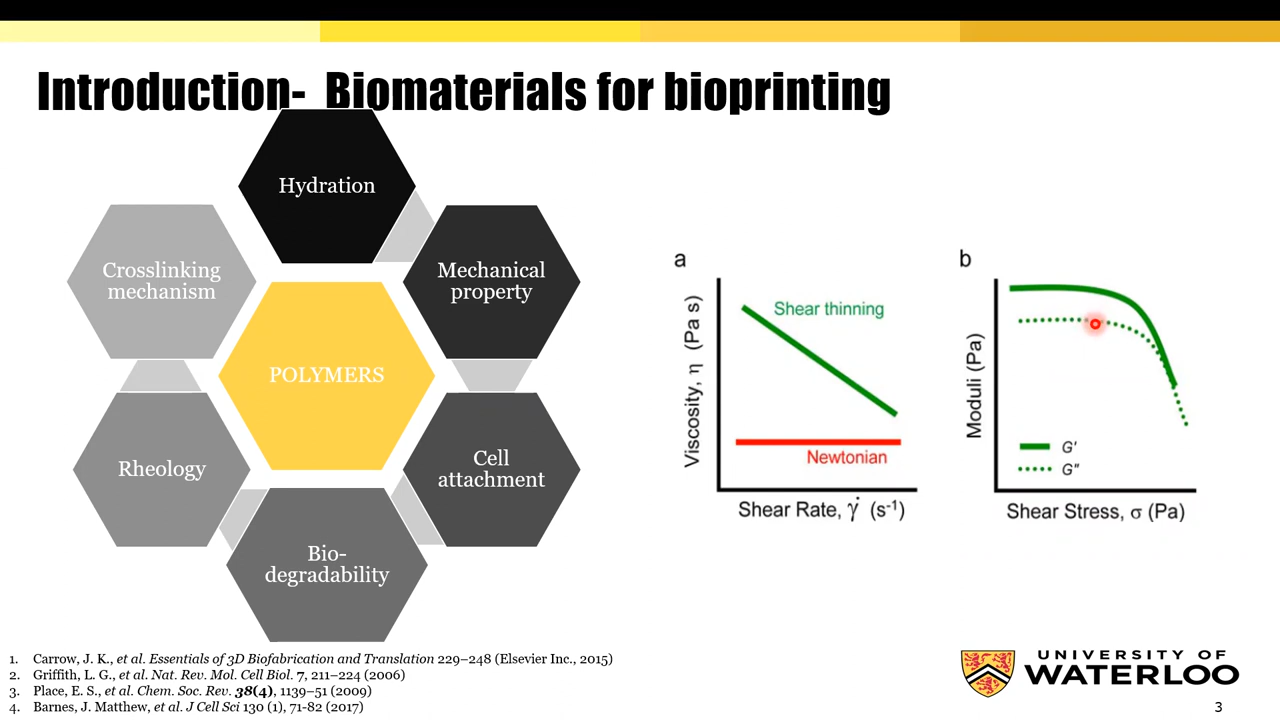 Introduction-  Biomaterials for bioprinting
Hydration
Crosslinking
mechanism
Mechanical
property
POLYMERS
Rheology
Cell
attachment
Bio-
degradability
a
Viscosity, η (Pa s)
Shear thinning
Newtonian
Shear Rate, γ̇ (s⁻¹)
b
Moduli (Pa)
G'
G"
Shear Stress, σ (Pa)
1. Carrow, J. K., et al. Essentials of 3D Biofabrication and Translation 229–248 (Elsevier Inc., 2015)
2. Griffith, L. G., et al. Nat. Rev. Mol. Cell Biol. 7, 211–224 (2006)
3. Place, E. S., et al. Chem. Soc. Rev. 38(4), 1139–51 (2009)
4. Barnes, J. Matthew, et al. J Cell Sci 130 (1), 71-82 (2017)
UNIVERSITY OF
WATERLOO
3